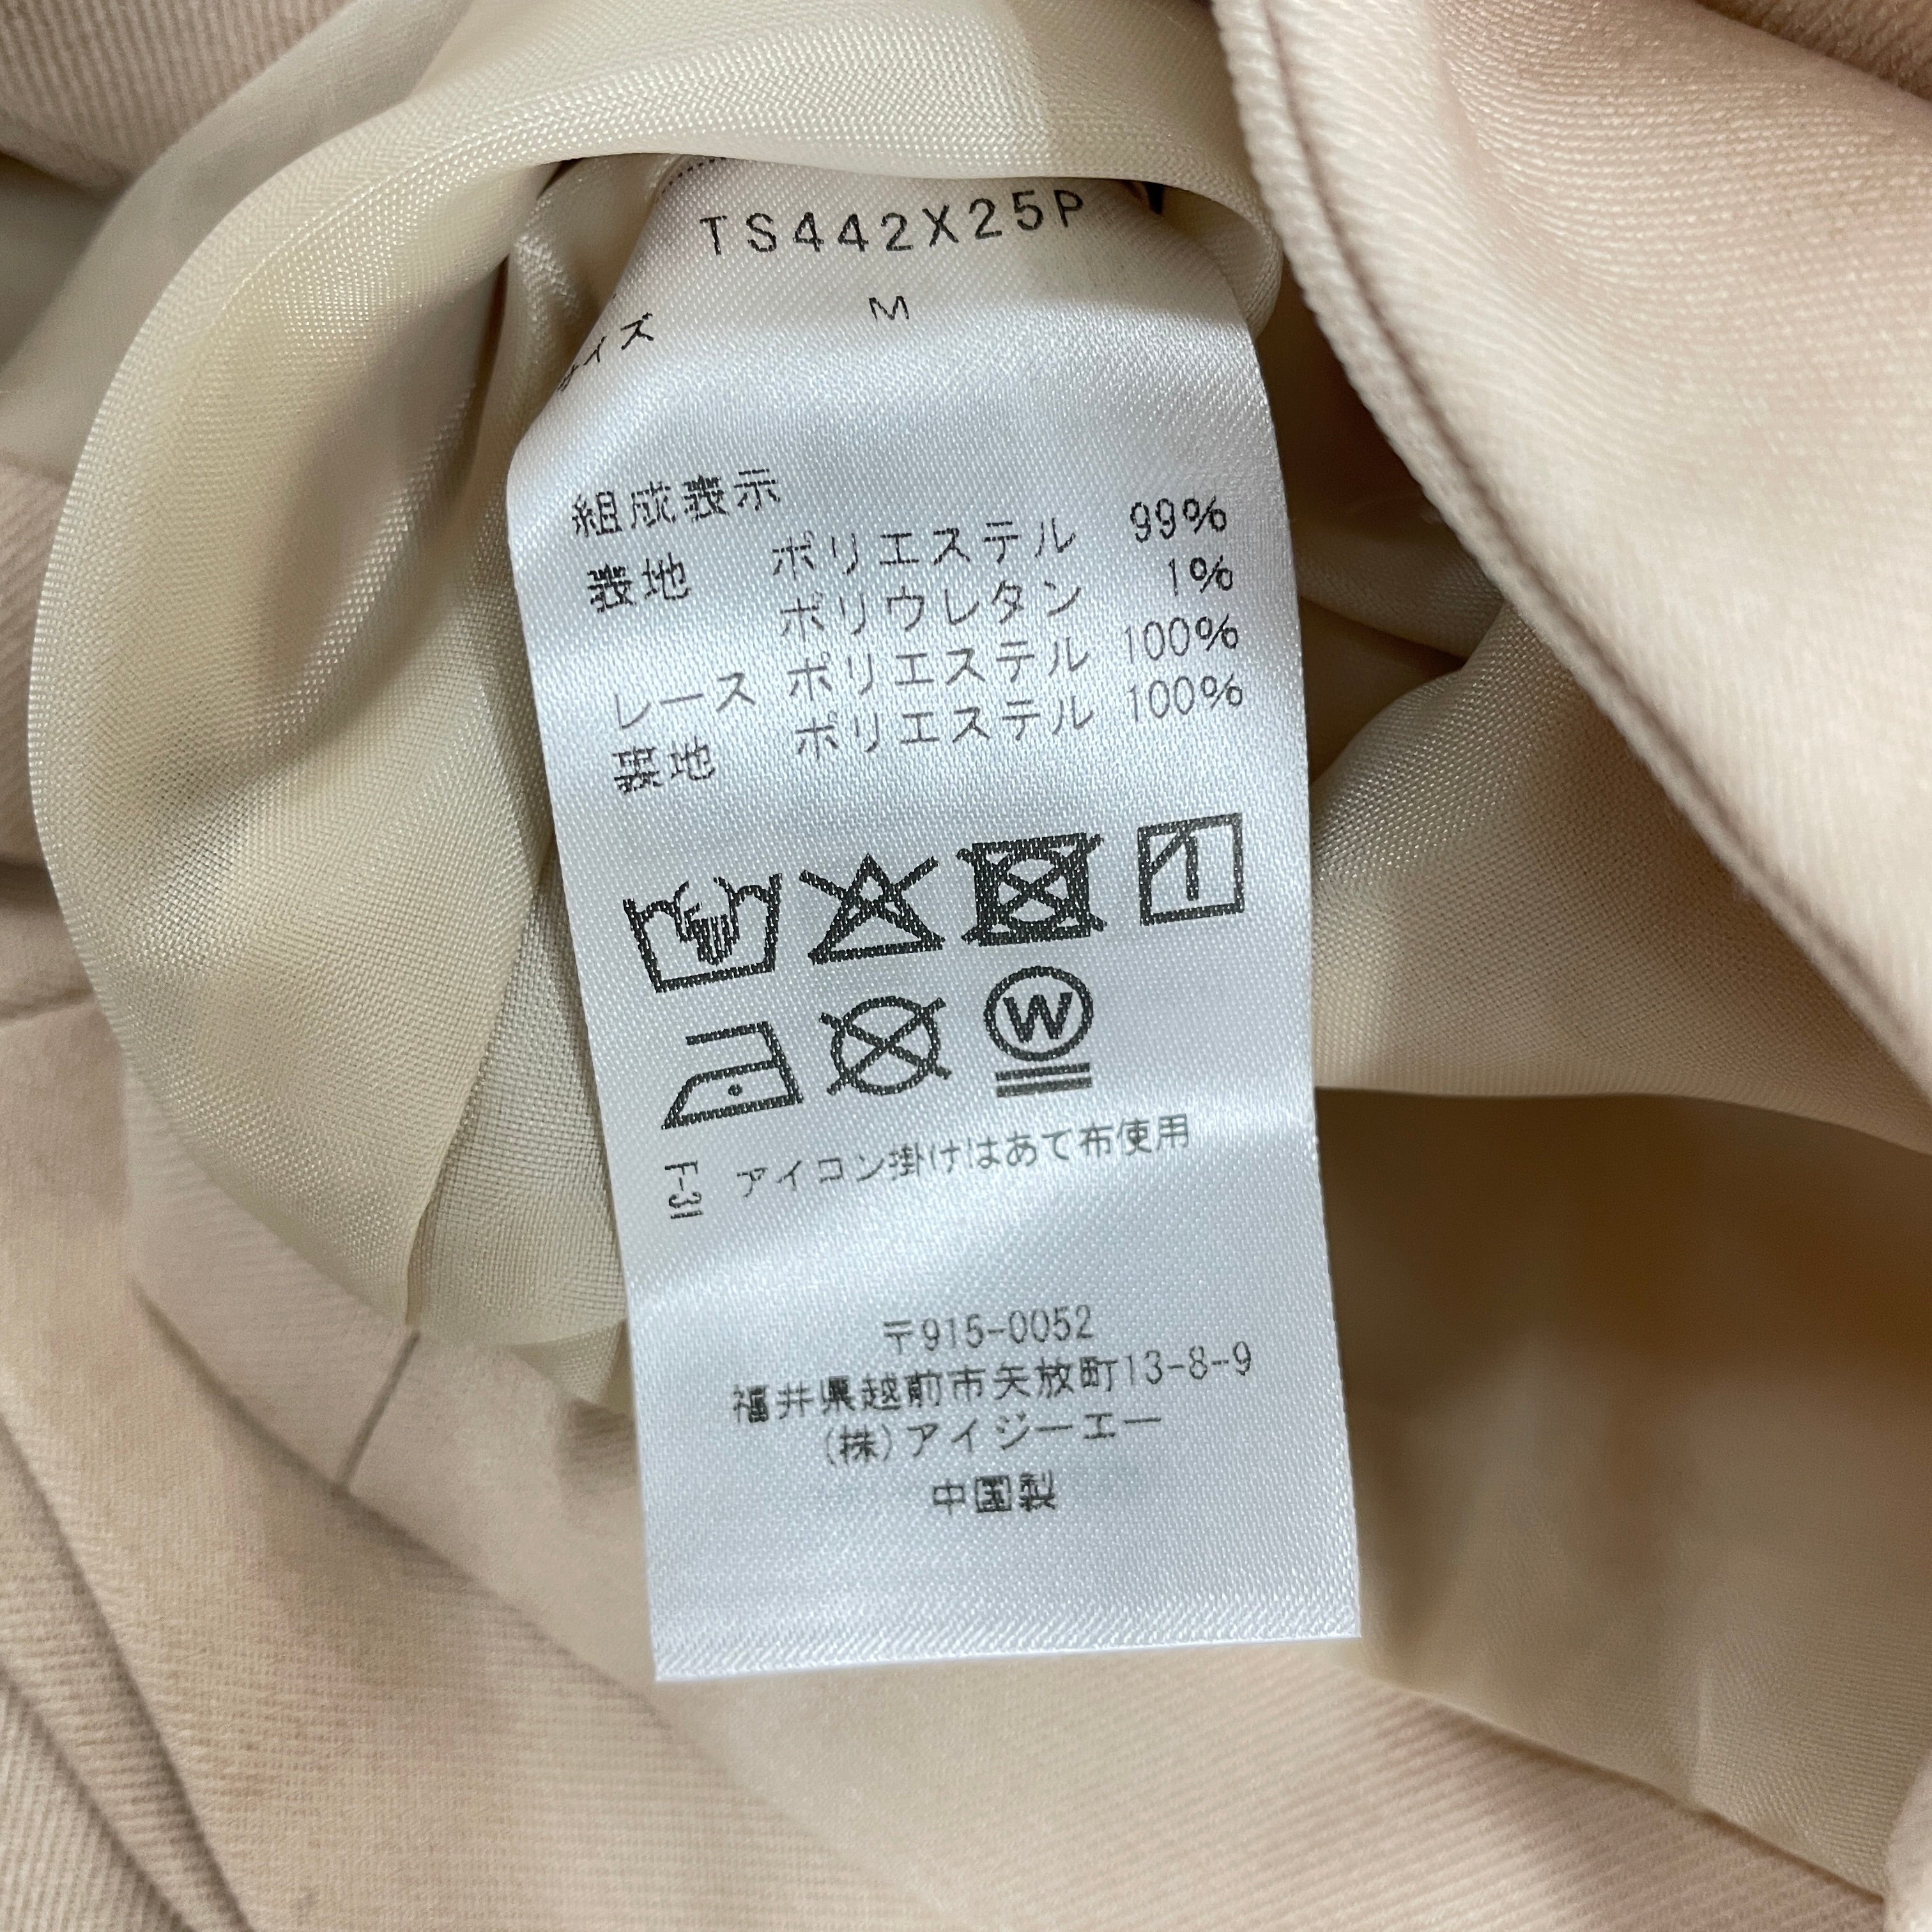 TS442X25P
サイズ M
組成表示
表地 ポリエステル 99%
ポリウレタン 1%
レース ポリエステル 100%
裏地 ポリエステル 100%
W
F-31 アイコン掛けはあて布使用
〒915-0052
福井県越前市矢放町13-8-9
(株)アイジーエー
中国製